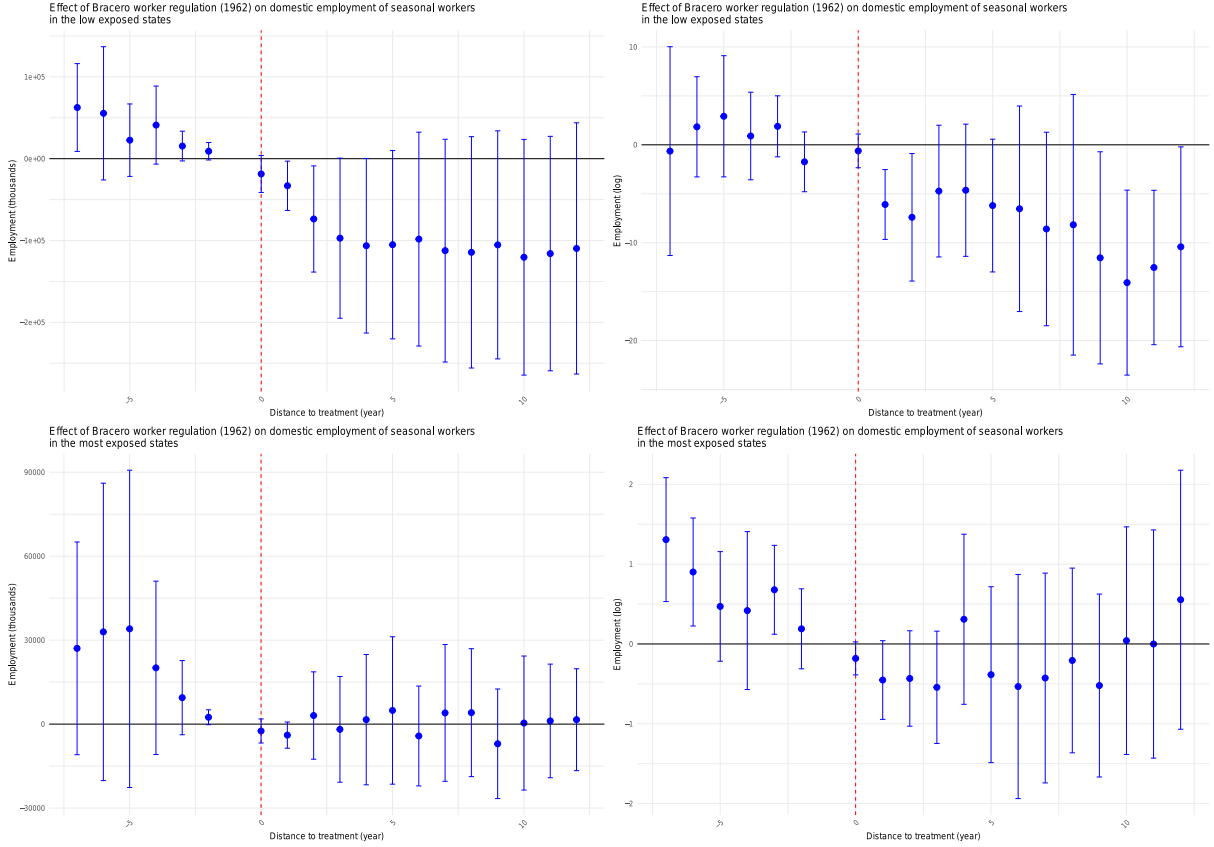 Effect of Bracero worker regulation (1962) on domestic employment of seasonal workers
in the low exposed states
1e+05
0e+00
−1e+05
−2e+05
Employment (thousands)
−5
0
5
10
Distance to treatment (year)
Effect of Bracero worker regulation (1962) on domestic employment of seasonal workers
in the low exposed states
10
0
−10
−20
Employment (log)
−5
0
5
10
Distance to treatment (year)
Effect of Bracero worker regulation (1962) on domestic employment of seasonal workers
in the most exposed states
90000
60000
30000
0
−30000
Employment (thousands)
−5
0
5
10
Distance to treatment (year)
Effect of Bracero worker regulation (1962) on domestic employment of seasonal workers
in the most exposed states
2
1
0
−1
−2
Employment (log)
−5
0
5
10
Distance to treatment (year)